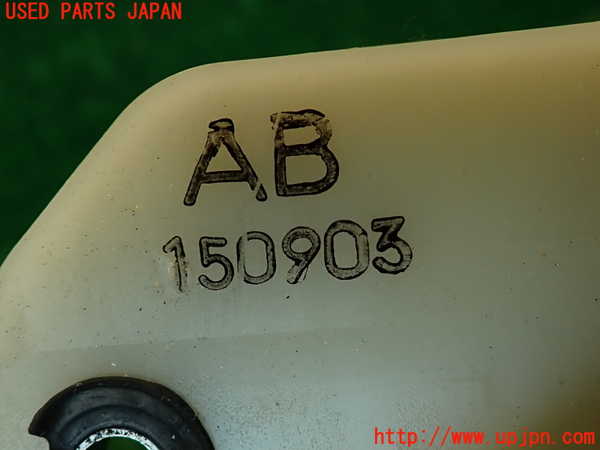 USED PARTS JAPAN
AB
150903
http://www.upjpn.com/